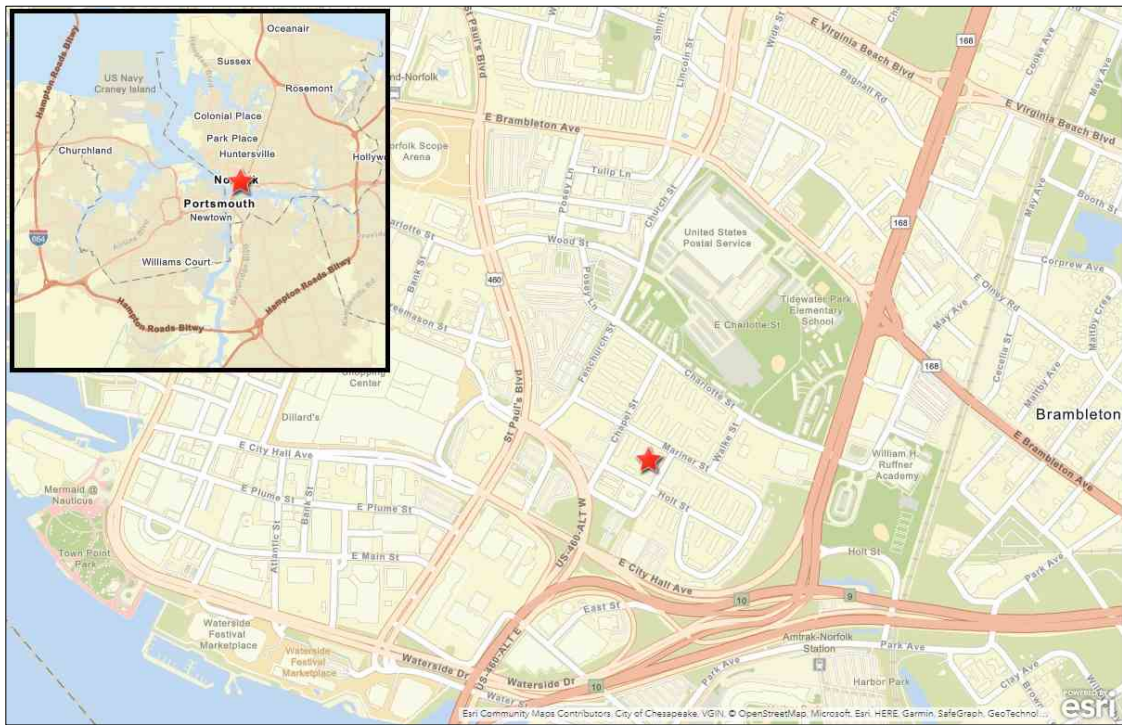 Oceanair
Hampton Roads Bltwy
US Navy
Craney Island
Sussex
Rosemont
Colonial Place
Park Place
Churchland
Huntersville
Portsmouth
Newtown
664
Williams Court
Hampton Roads Bltwy
Hampton Roads Bltwy
St Paul's Blvd
Lincoln St
Wide St
168
E Virginia Beach Blvd
Cooke Ave
May Ave
Bagnall Rd
E Virginia Beach Blvd
E Brambleton Ave
Arena
Tulip Ln
Posey Ln
Church St
168
May Ave
Booth St
United States
Postal Service
Wood St
Corprew Ave
Bank St
460
Posey Ln
Tidewater Park
Elementary
School
E Charlotte St
E Olney Rd
May Ave
Maltby Cres
Fenchurch St
168
Cecelia St
Maltby Ave
Center
Dillard's
St Paul's Blvd
Charlotte St
Chapel St
Walke St
Brambleton
E Brambleton Ave
E City Hall Ave
Mariner St
William H.
Ruffner
Academy
Mermaid @
Nauticus
E Plume St
Bank St
E Plume St
Holt St
Town Point
Park
Atlantic St
E Main St
US-460-ALT W
Holt St
E City Hall Ave
Park Ave
10
9
East St
Waterside
Festival
Marketplace
Waterside
Festival
Marketplace
US-460-ALT E
Amtrak-Norfolk
Station
Park Ave
Waterside Dr
Waterside Dr
10
Park Ave
Harbor Park
Clay Ave
Water St
POWERED BY
esri
Esri Community Maps Contributors, City of Chesapeake, VGIN, © OpenStreetMap, Microsoft, Esri, HERE, Garmin, SafeGraph, GeoTechnol...